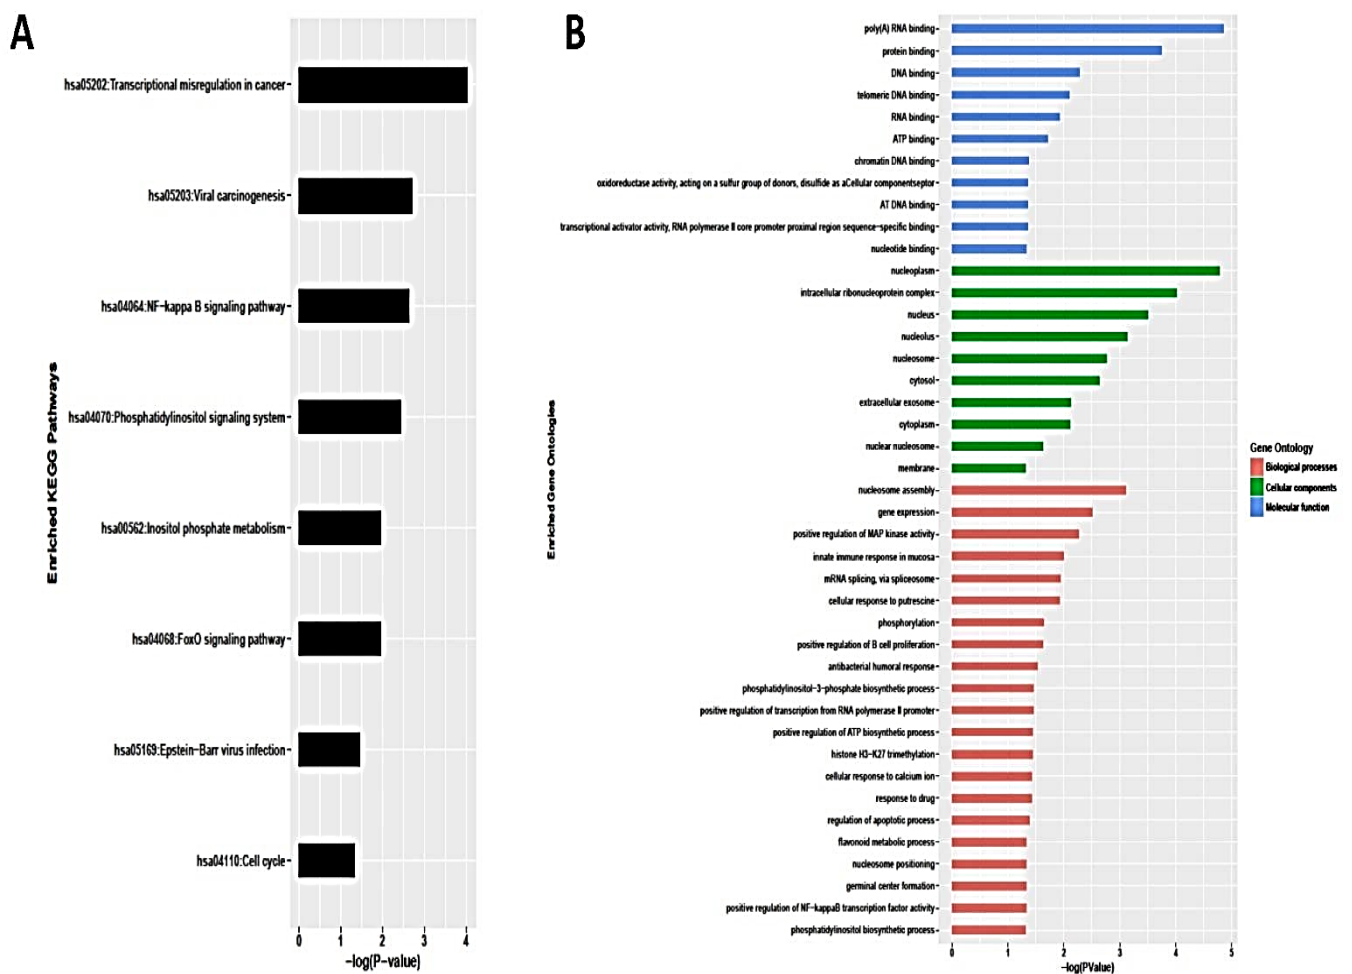 A
hsa05202:Transcriptional misregulation in cancer
hsa05203:Viral carcinogenesis
hsa04064:NF-kappa B signaling pathway
hsa04070:Phosphatidylinositol signaling system
hsa00562:Inositol phosphate metabolism
hsa04068:FoxO signaling pathway
hsa05169:Epstein-Barr virus infection
hsa04110:Cell cycle
Enriched KEGG Pathways
0 1 2 3 4
-log(P-value)
B
poly(A) RNA binding
protein binding
DNA binding
telomeric DNA binding
RNA binding
ATP binding
chromatin DNA binding
oxidoreductase activity, acting on a sulfur group of donors, disulfide as aCellular componentseptor
AT DNA binding
transcriptional activator activity, RNA polymerase II core promoter proximal region sequence-specific binding
nucleotide binding
nucleoplasm
intracellular ribonucleoprotein complex
nucleus
nucleolus
nucleosome
cytosol
extracellular exosome
cytoplasm
nuclear nucleosome
membrane
nucleosome assembly
gene expression
positive regulation of MAP kinase activity
innate immune response in mucosa
mRNA splicing, via spliceosome
cellular response to putrescine
phosphorylation
positive regulation of B cell proliferation
antibacterial humoral response
phosphatidylinositol-3-phosphate biosynthetic process
positive regulation of transcription from RNA polymerase II promoter
positive regulation of ATP biosynthetic process
histone H3-K27 trimethylation
cellular response to calcium ion
response to drug
regulation of apoptotic process
flavonoid metabolic process
nucleosome positioning
germinal center formation
positive regulation of NF-kappaB transcription factor activity
phosphatidylinositol biosynthetic process
Enriched Gene Ontologies
0 1 2 3 4 5
-log(PValue)
Gene Ontology
Biological processes
Cellular components
Molecular function